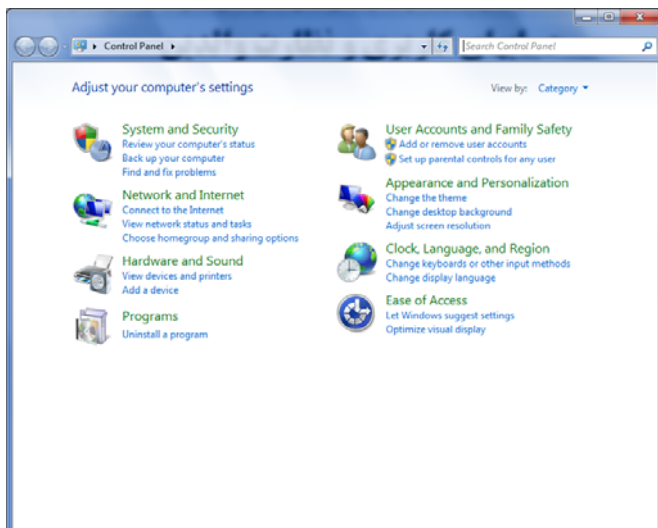 Control Panel
Search Control Panel
Adjust your computer's settings
View by: Category
System and Security
Review your computer's status
Back up your computer
Find and fix problems
Network and Internet
Connect to the Internet
View network status and tasks
Choose homegroup and sharing options
Hardware and Sound
View devices and printers
Add a device
Programs
Uninstall a program
User Accounts and Family Safety
Add or remove user accounts
Set up parental controls for any user
Appearance and Personalization
Change the theme
Change desktop background
Adjust screen resolution
Clock, Language, and Region
Change keyboards or other input methods
Change display language
Ease of Access
Let Windows suggest settings
Optimize visual display